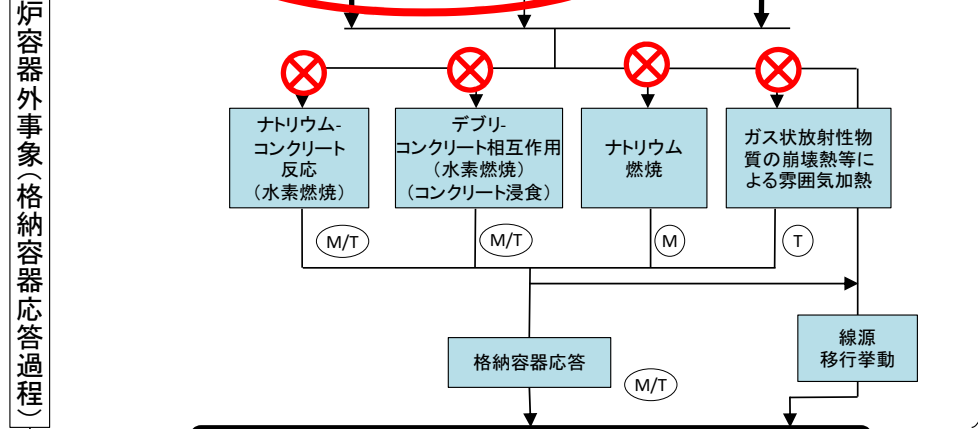 炉容器外事象(格納容器応答過程)
ナトリウム-
コンクリート
反応
(水素燃焼)
デブリ-
コンクリート相互作用
(水素燃焼)
(コンクリート浸食)
ナトリウム
燃焼
ガス状放射性物
質の崩壊熱等に
よる雰囲気加熱
M/T
M/T
M
T
格納容器応答
M/T
線源
移行挙動